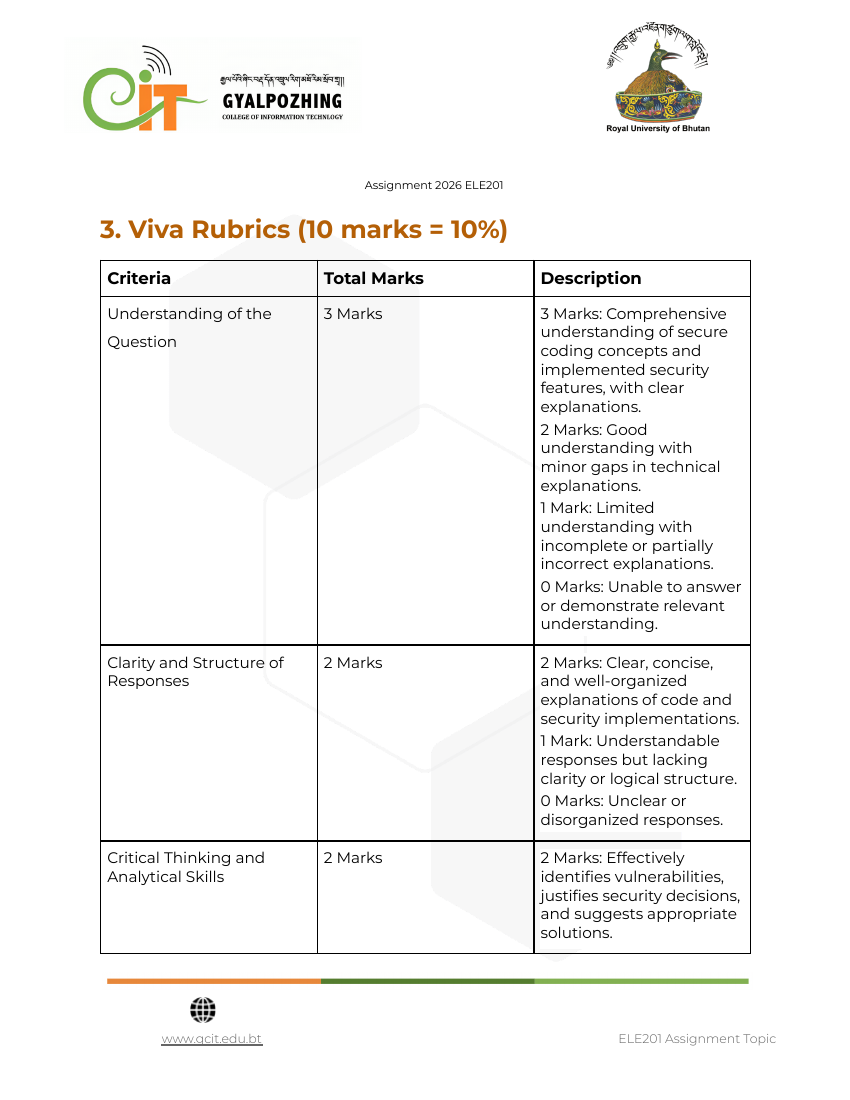 GYALPOZHING
COLLEGE OF INFORMATION TECHNLOGY
Royal University of Bhutan
Assignment 2026 ELE201
3. Viva Rubrics (10 marks = 10%)
Criteria
Total Marks
Description
Understanding of the
Question
3 Marks
3 Marks: Comprehensive
understanding of secure
coding concepts and
implemented security
features, with clear
explanations.
2 Marks: Good
understanding with
minor gaps in technical
explanations.
1 Mark: Limited
understanding with
incomplete or partially
incorrect explanations.
0 Marks: Unable to answer
or demonstrate relevant
understanding.
Clarity and Structure of
Responses
2 Marks
2 Marks: Clear, concise,
and well-organized
explanations of code and
security implementations.
1 Mark: Understandable
responses but lacking
clarity or logical structure.
0 Marks: Unclear or
disorganized responses.
Critical Thinking and
Analytical Skills
2 Marks
2 Marks: Effectively
identifies vulnerabilities,
justifies security decisions,
and suggests appropriate
solutions.
www.gcit.edu.bt
ELE201 Assignment Topic